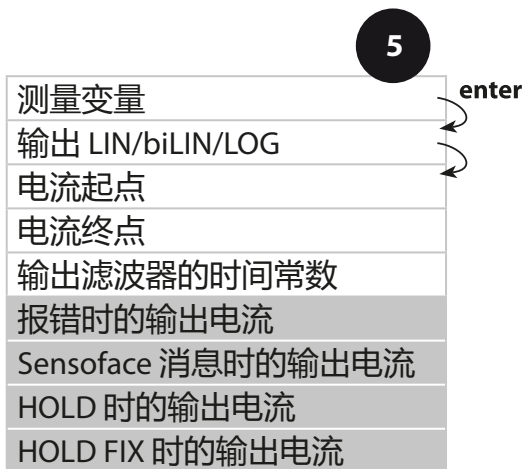 5
enter
测量变量
输出 LIN/biLIN/LOG
电流起点
电流终点
输出滤波器的时间常数
报错时的输出电流
Sensoface 消息时的输出电流
HOLD 时的输出电流
HOLD FIX 时的输出电流